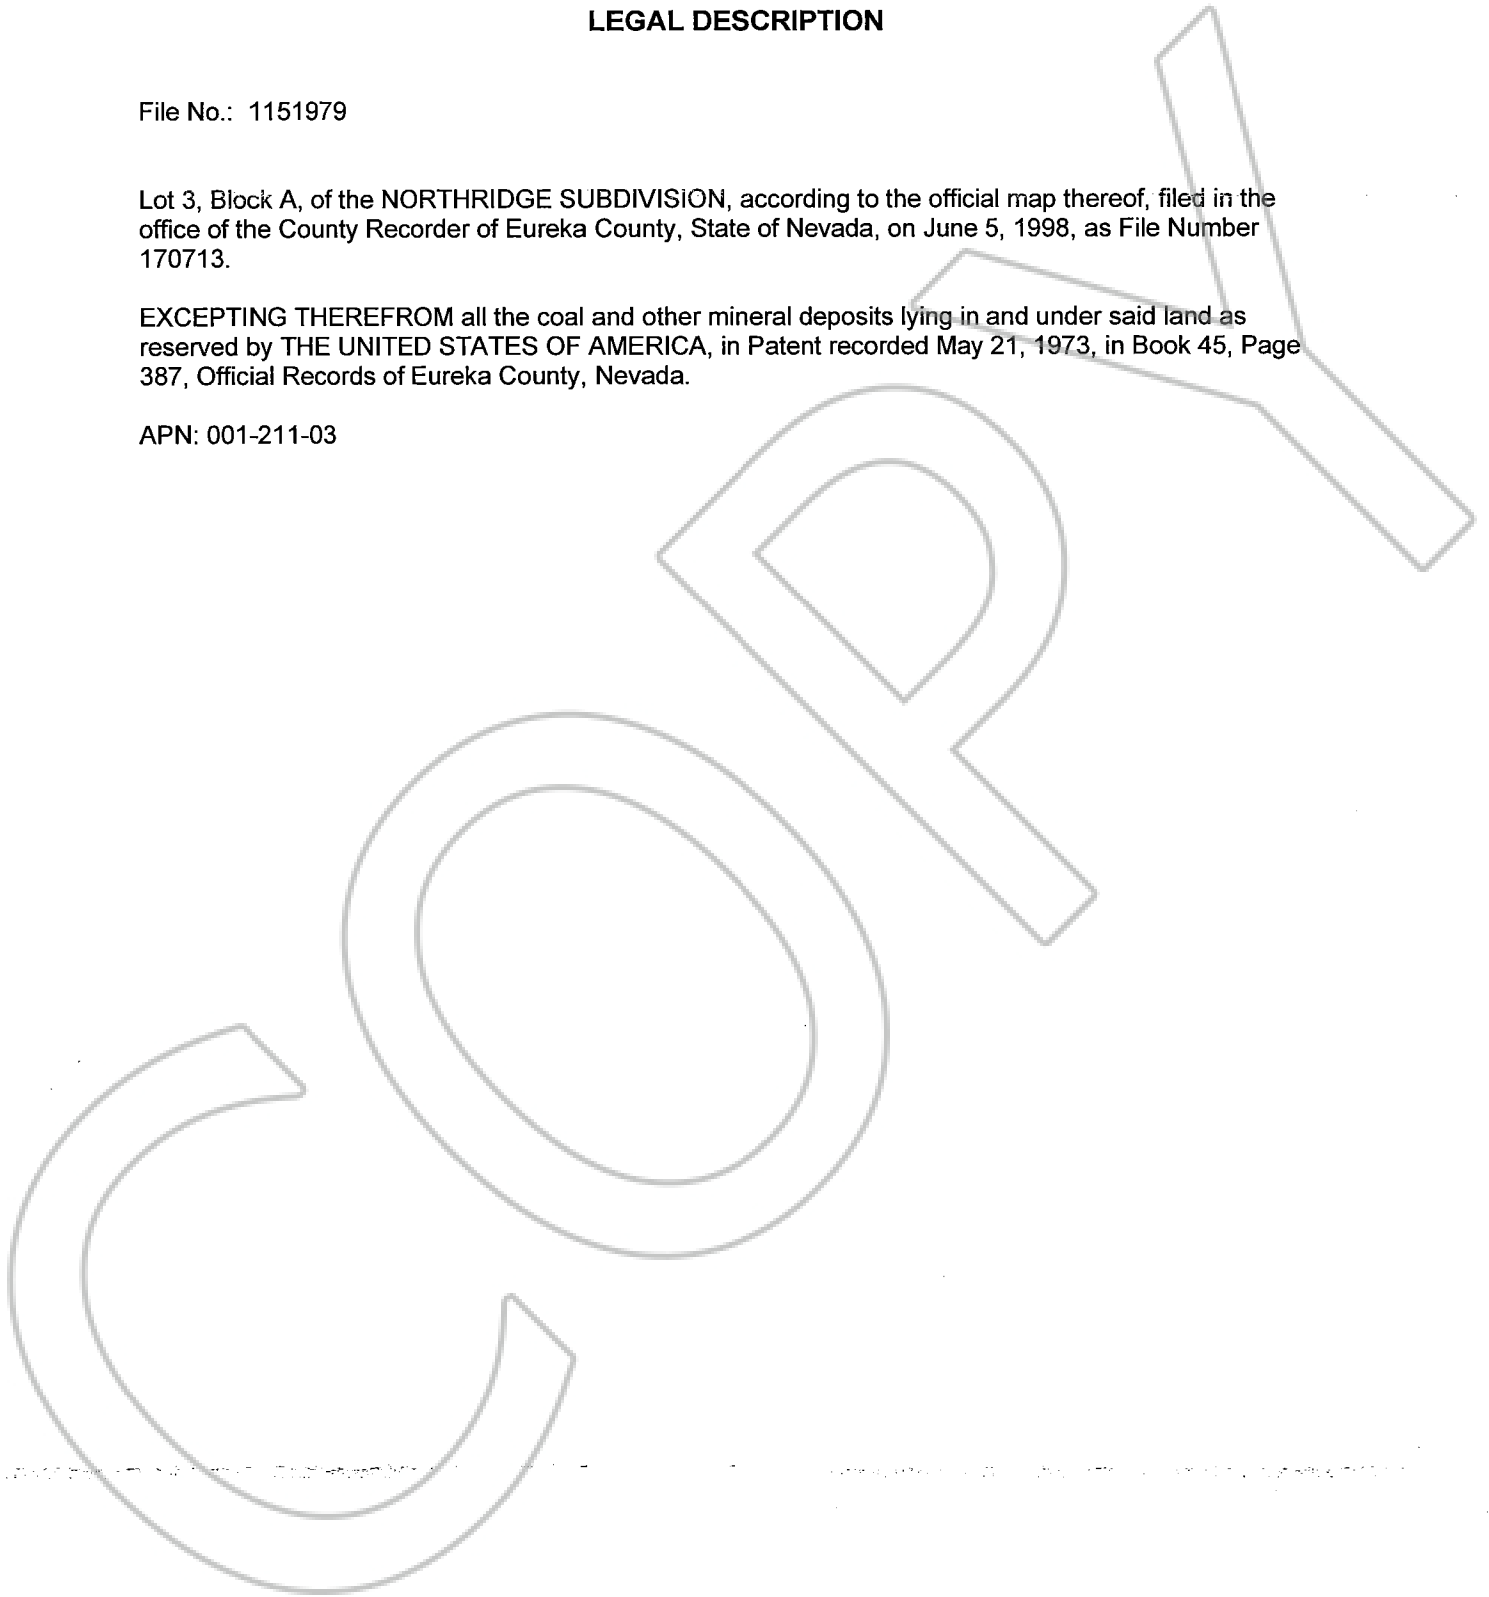 LEGAL DESCRIPTION
File No.: 1151979
Lot 3, Block A, of the NORTHRIDGE SUBDIVISION, according to the official map thereof, filed in the
office of the County Recorder of Eureka County, State of Nevada, on June 5, 1998, as File Number
170713.
EXCEPTING THEREFROM all the coal and other mineral deposits lying in and under said land as
reserved by THE UNITED STATES OF AMERICA, in Patent recorded May 21, 1973, in Book 45, Page
387, Official Records of Eureka County, Nevada.
APN: 001-211-03
COPY